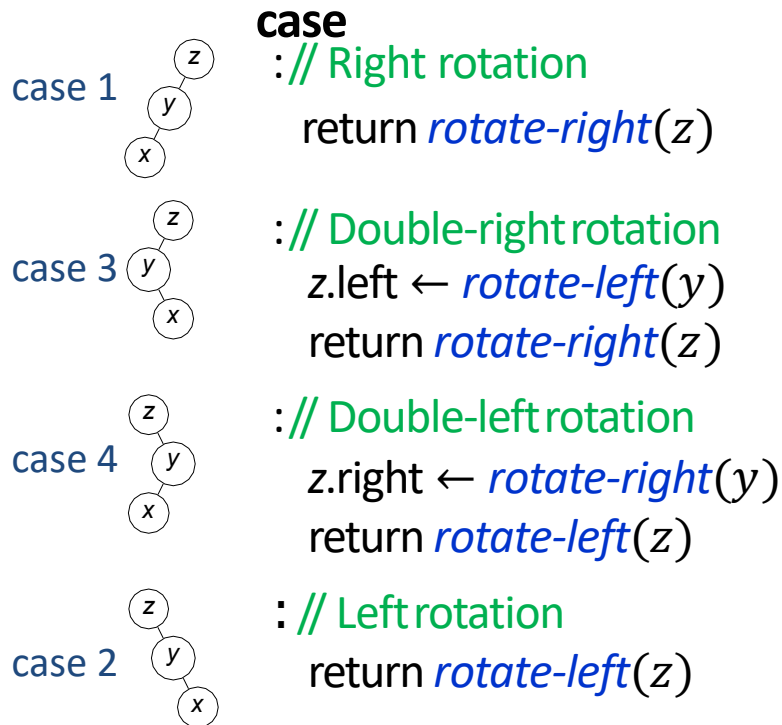 case
case 1
z
y
x
: // Right rotation
return rotate-right(z)
case 3
z
y
x
: // Double-right rotation
z.left ← rotate-left(y)
return rotate-right(z)
case 4
z
y
x
: // Double-left rotation
z.right ← rotate-right(y)
return rotate-left(z)
case 2
z
y
x
: // Left rotation
return rotate-left(z)